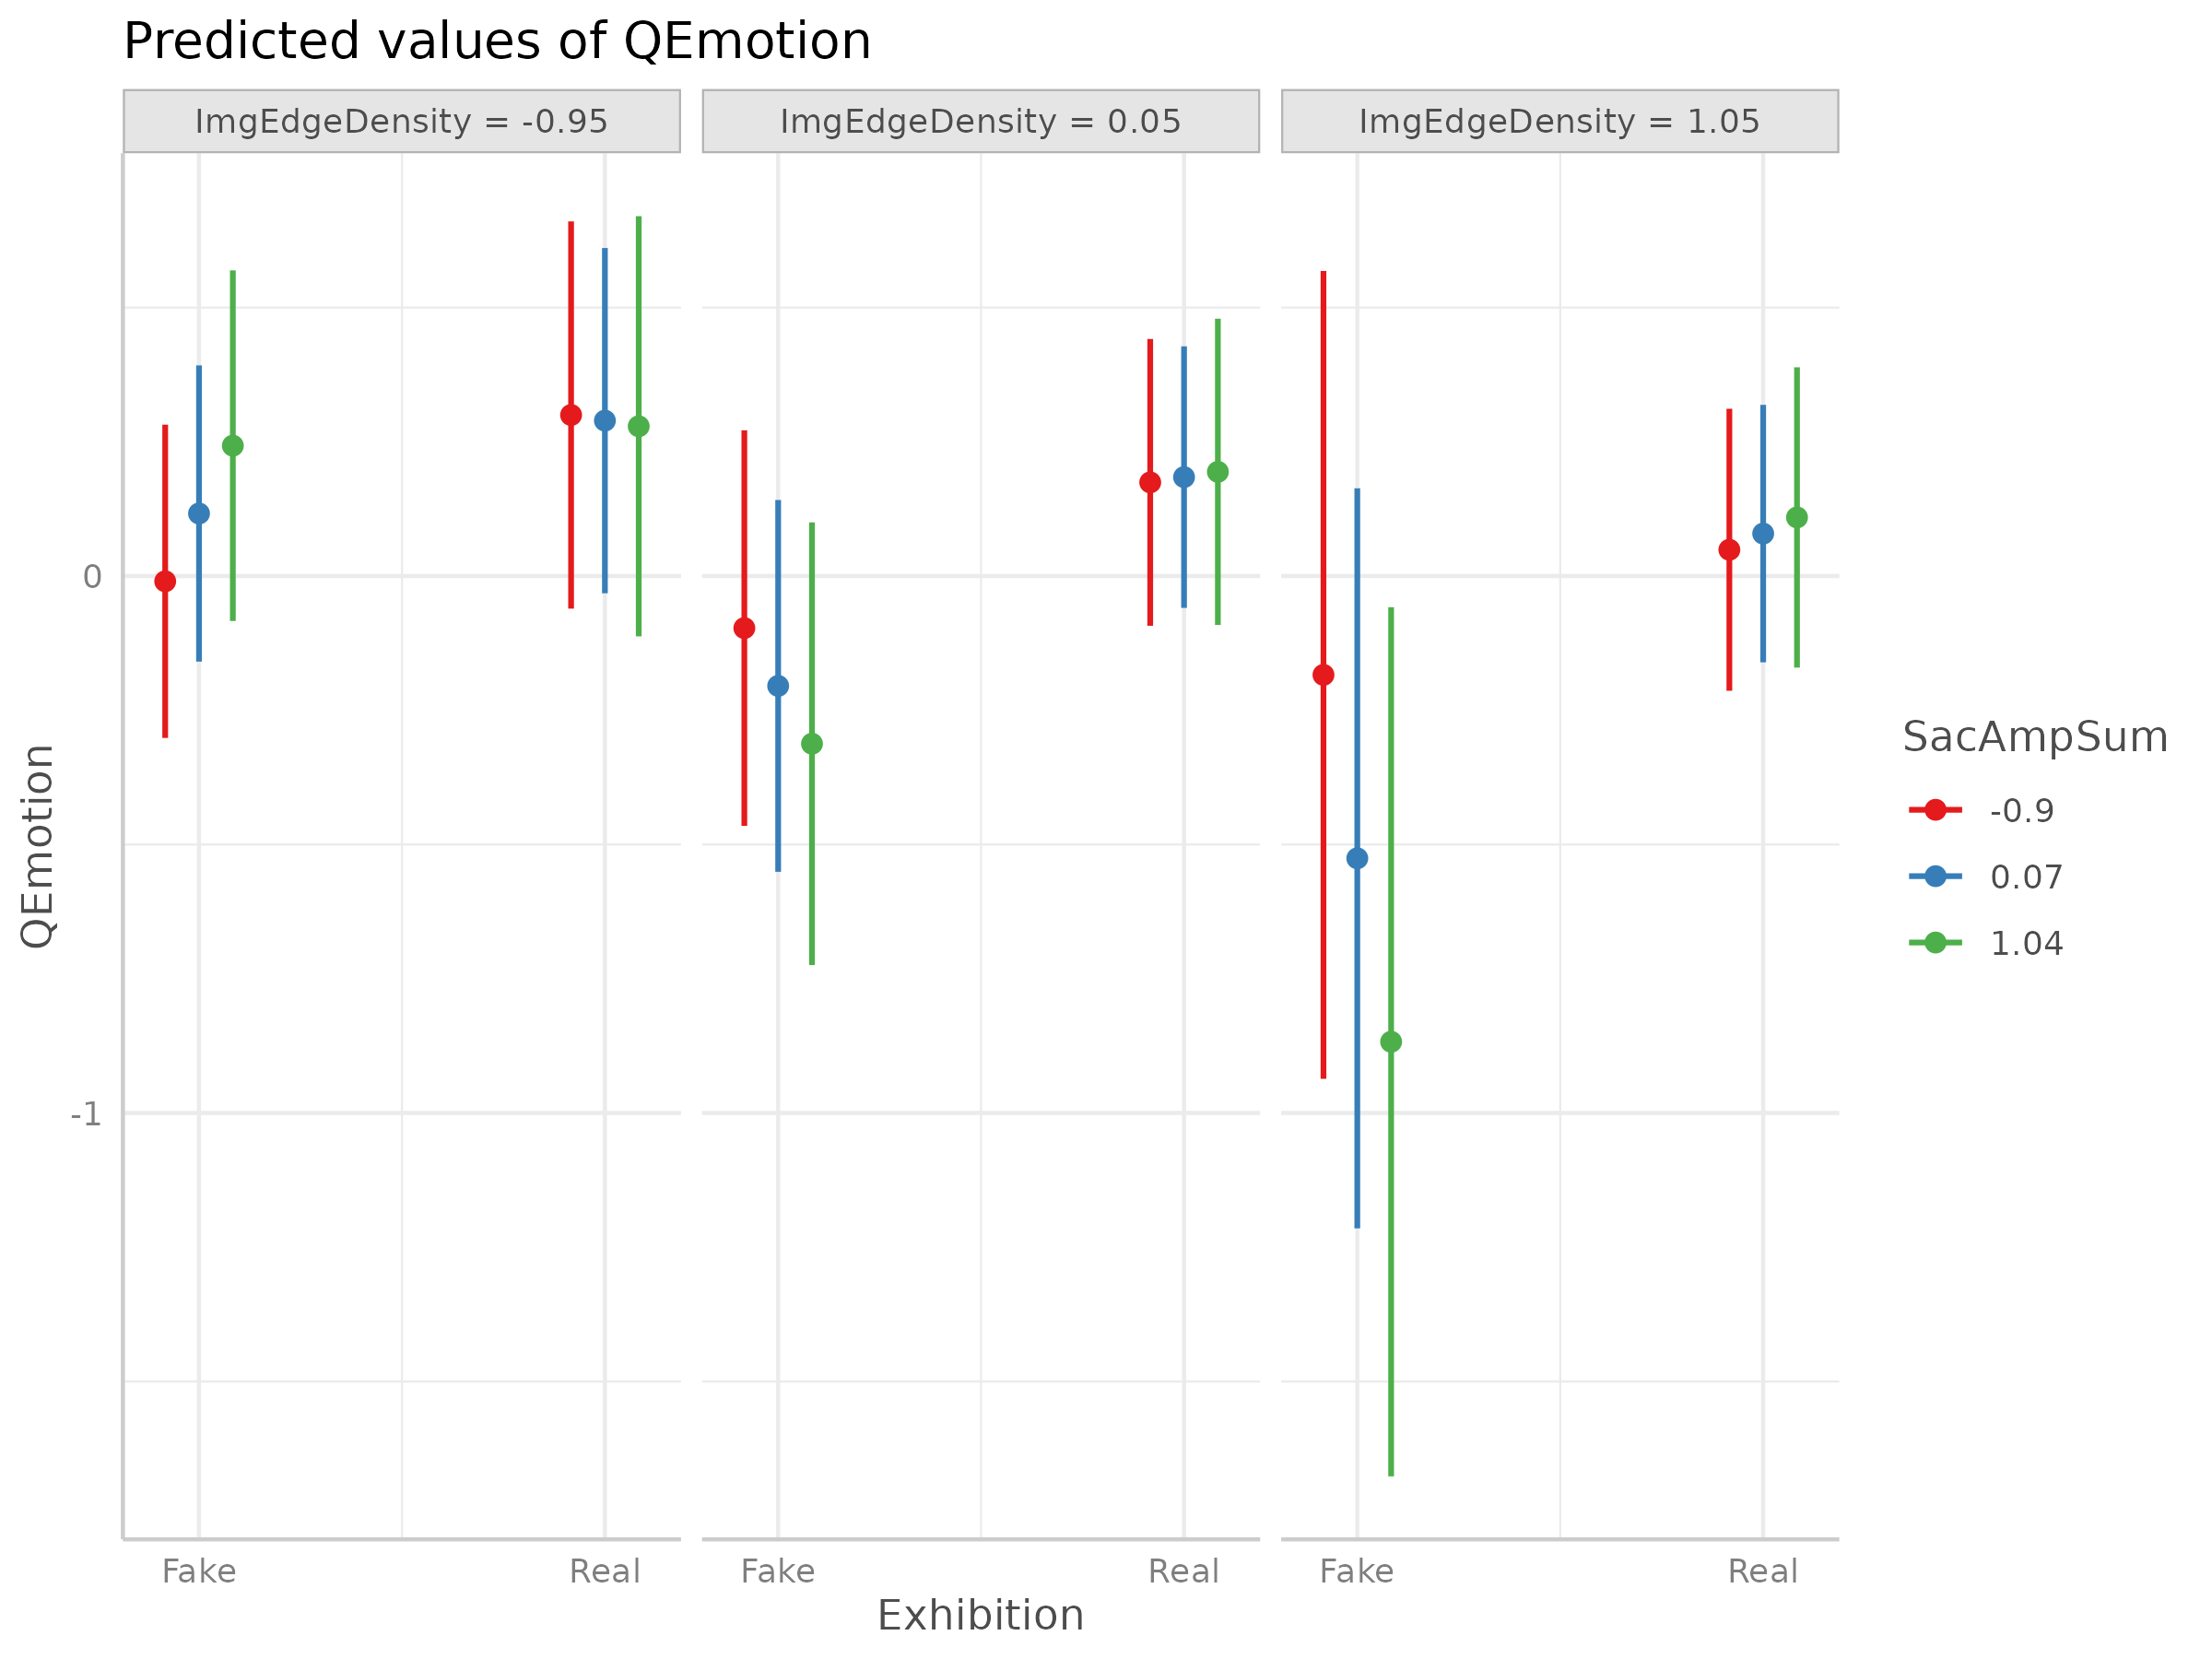 Predicted values of QEmotion
ImgEdgeDensity = -0.95
ImgEdgeDensity = 0.05
ImgEdgeDensity = 1.05
0
-1
QEmotion
Fake
Real
Fake
Real
Fake
Real
Exhibition
SacAmpSum
-0.9
0.07
1.04